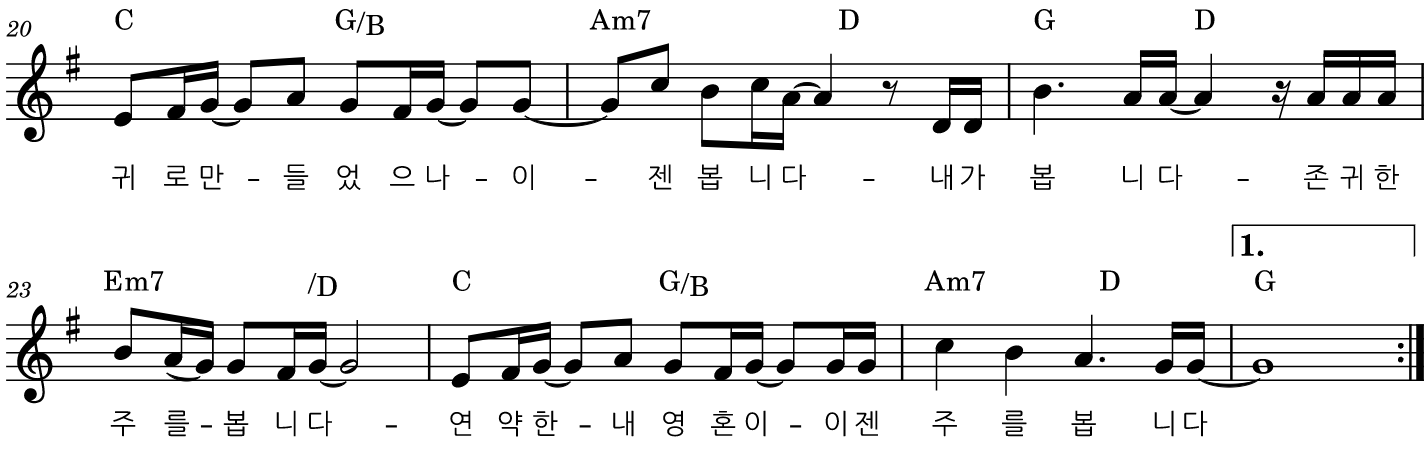 20 C G/B Am7 D G D
귀 로 만 - 들 었 으 나 - 이 - 젠 봅 니 다 - 내 가 봅 니 다 - 존 귀 한
1.
23 Em7 /D C G/B Am7 D G
주 를 - 봅 니 다 - 연 약 한 - 내 영 혼 이 - 이 젠 주 를 봅 니 다